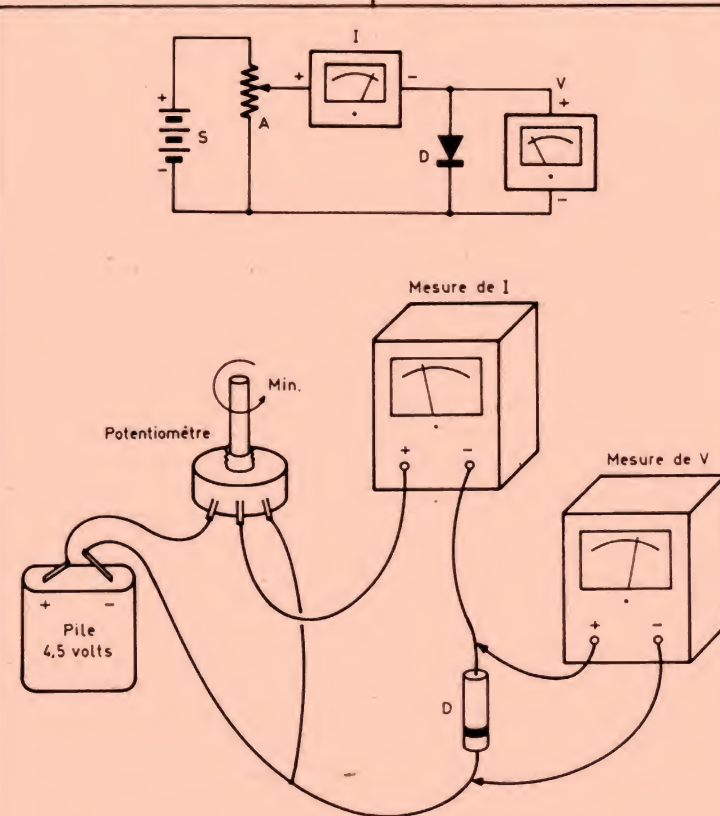 I
+ -
V
+
+
S
A
D
-
-
Mesure de I
Min.
Potentiomètre
+ -
Mesure de V
+ -
+ -
Pile
4,5 volts
D